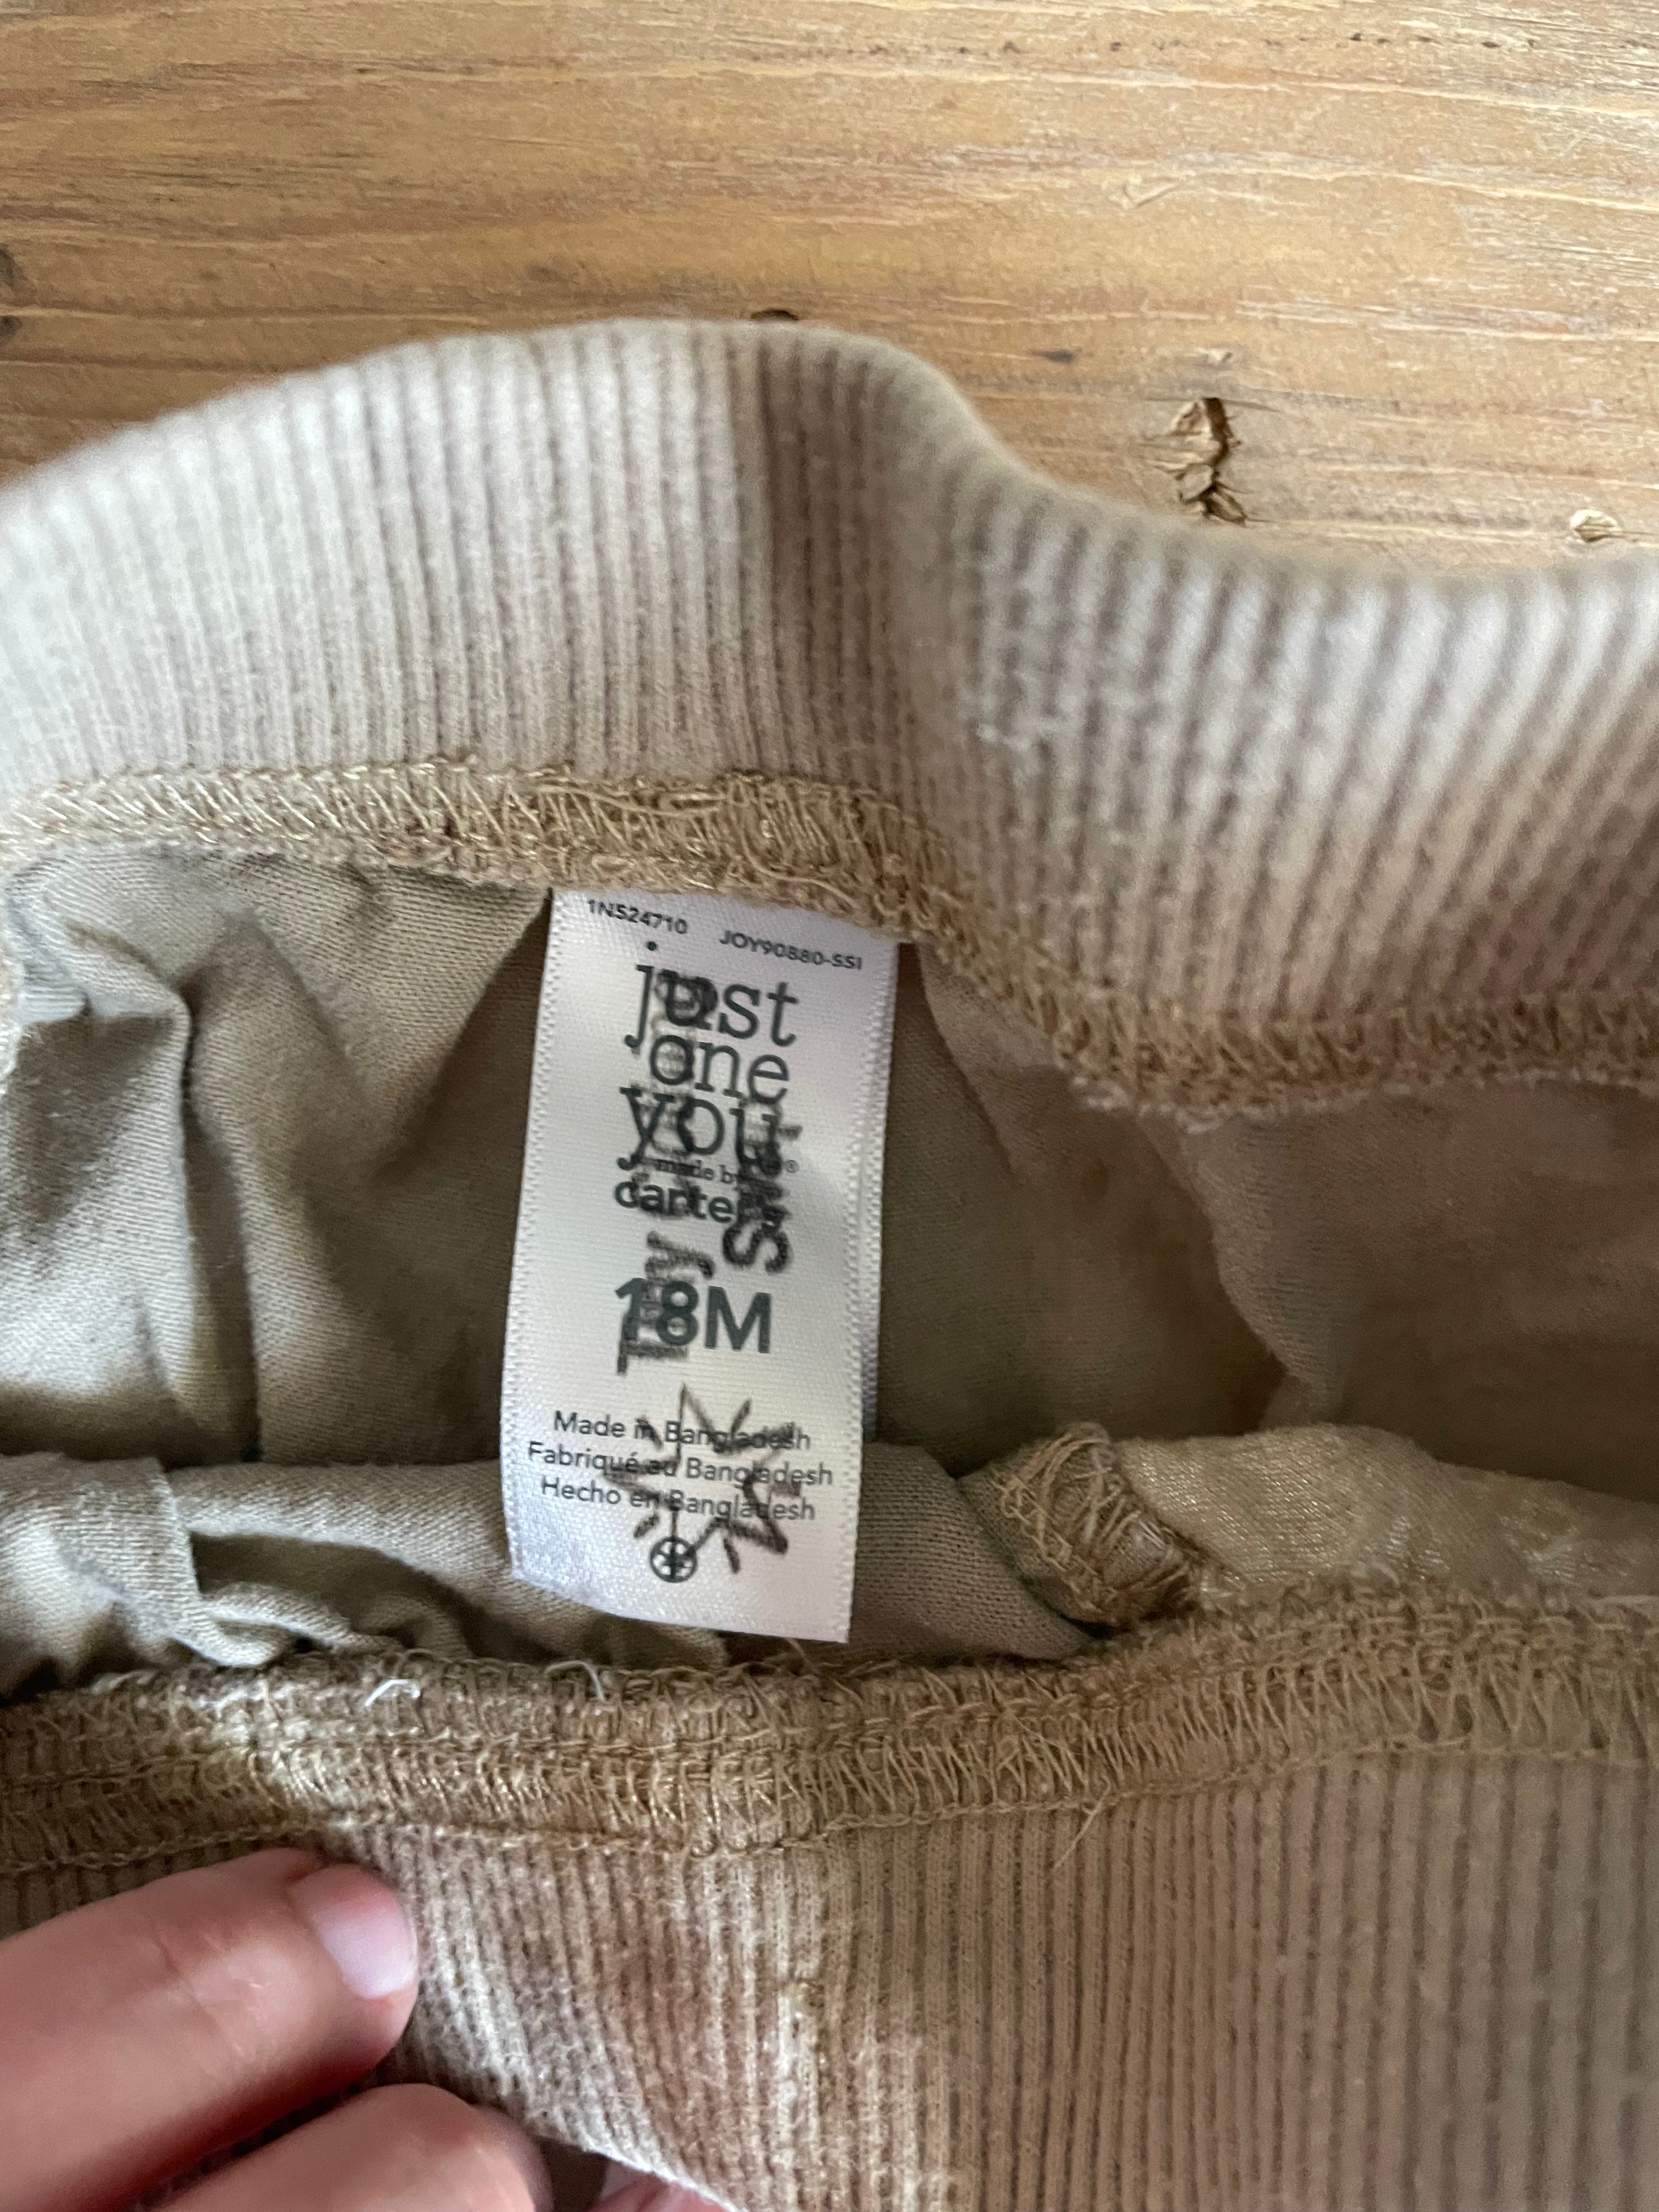 1N524710 JOY90880-SSI
just
one
you
made by ®
carter's
18M
Made in Bangladesh
Fabriqué au Bangladesh
Hecho en Bangladesh